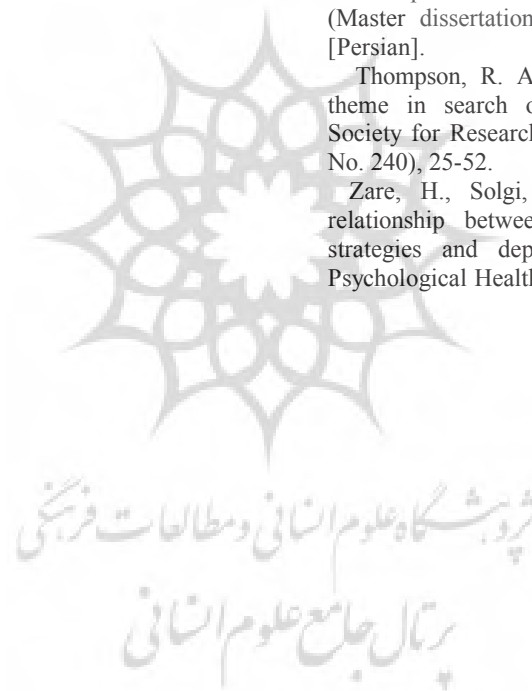 (Master dissertation
[Persian].
Thompson, R. A
theme in search o
Society for Research
No. 240), 25-52.
Zare, H., Solgi,
relationship betwee
strategies and dep
Psychological Health
پژوهشگاه علوم انسانی و مطالعات فرهنگی
پرتال جامع علوم انسانی